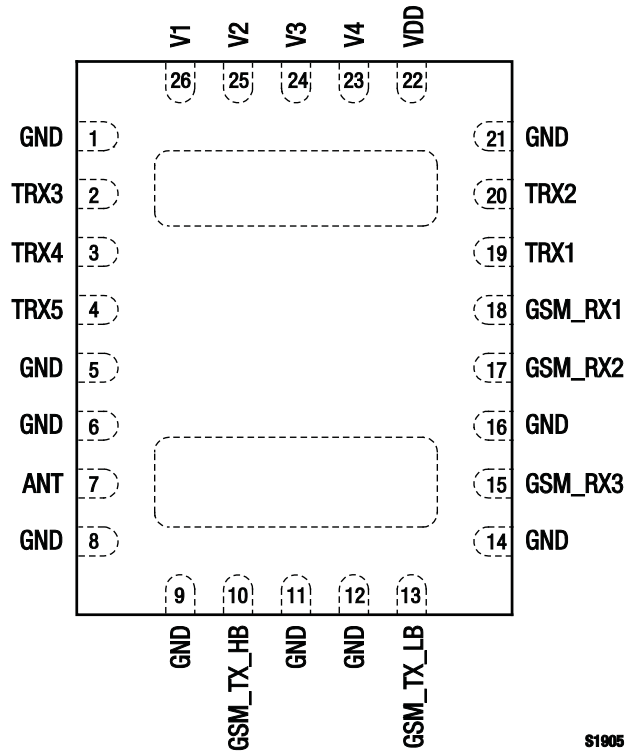 V1 V2 V3 V4 VDD
26 25 24 23 22
GND 1 21 GND
TRX3 2 20 TRX2
TRX4 3 19 TRX1
TRX5 4 18 GSM_RX1
GND 5 17 GSM_RX2
GND 6 16 GND
ANT 7 15 GSM_RX3
GND 8 14 GND
9 10 11 12 13
GND GSM_TX_HB GND GND GSM_TX_LB
S1905